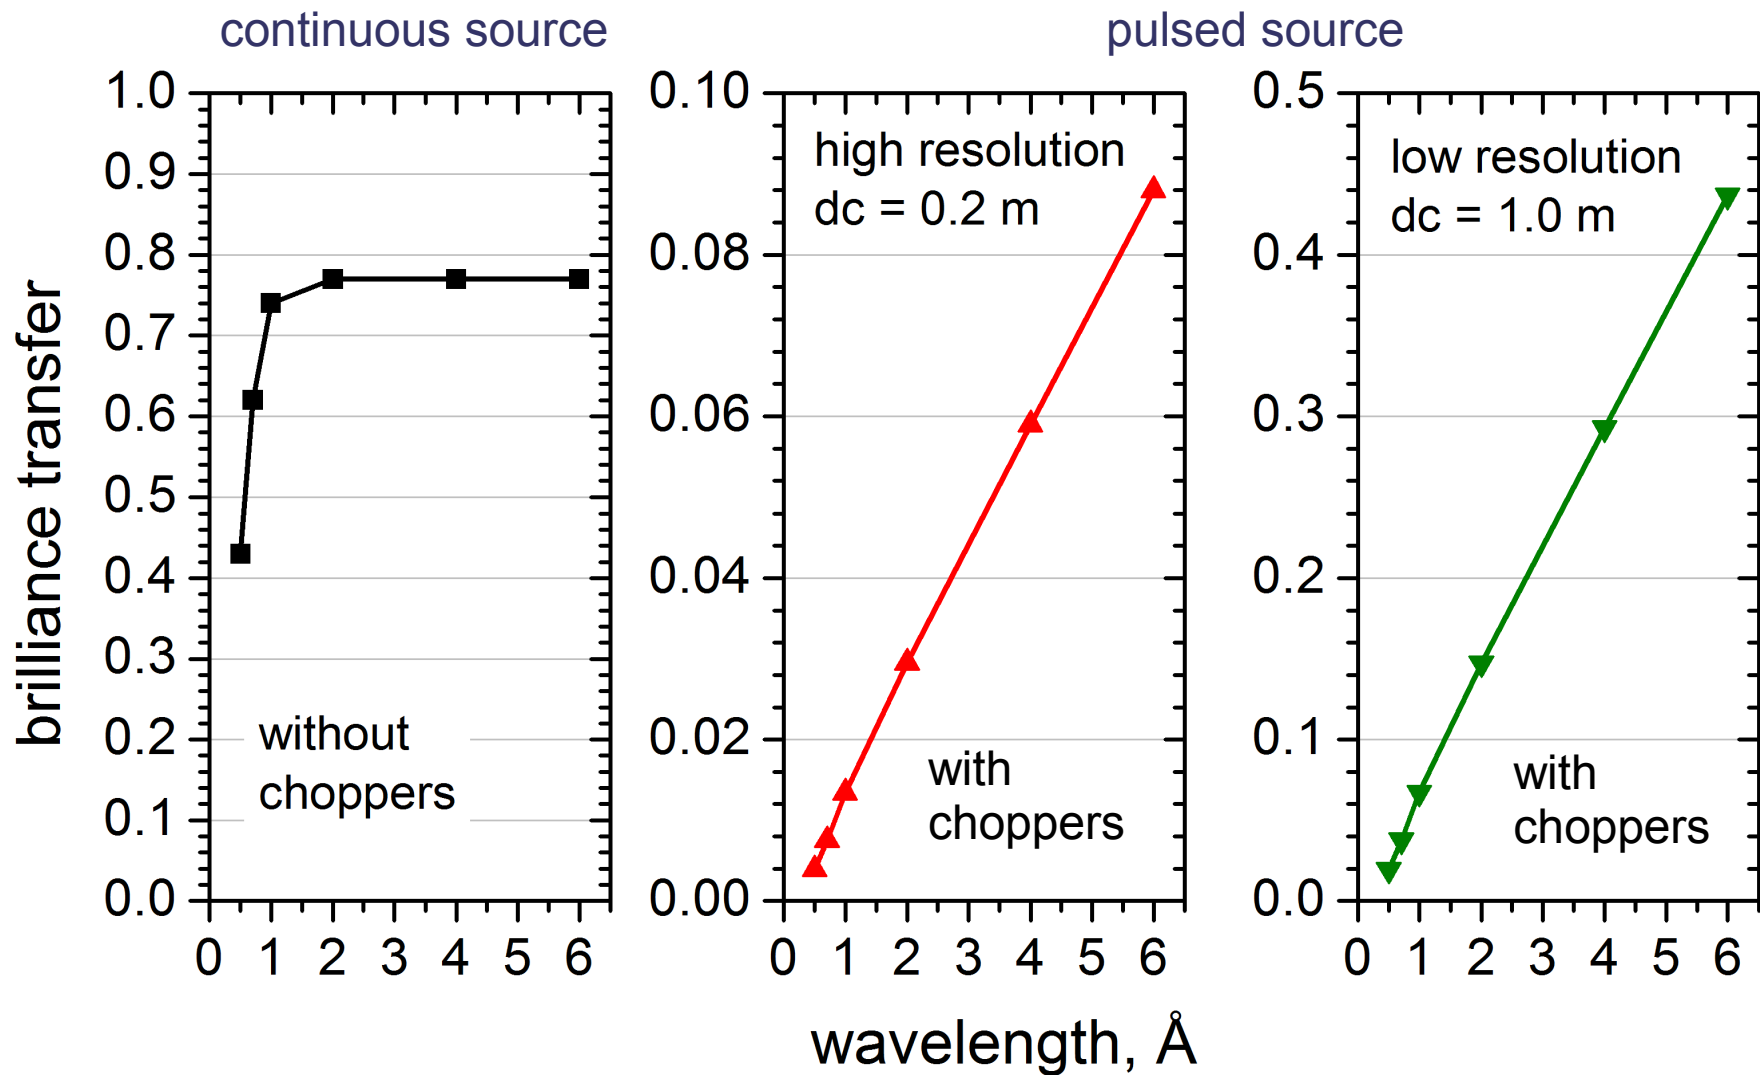 continuous source
pulsed source
brilliance transfer
1.0
0.9
0.8
0.7
0.6
0.5
0.4
0.3
0.2
0.1
0.0
without
choppers
0 1 2 3 4 5 6
0.10
0.08
0.06
0.04
0.02
0.00
high resolution
dc = 0.2 m
with
choppers
0 1 2 3 4 5 6
0.5
0.4
0.3
0.2
0.1
0.0
low resolution
dc = 1.0 m
with
choppers
0 1 2 3 4 5 6
wavelength, Å